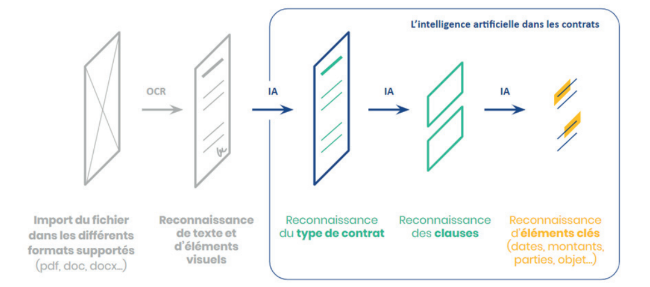 L'intelligence artificielle dans les contrats
OCR
IA
IA
IA
Import du fichier
dans les différents
formats supportés
(pdf, doc, docx...)
Reconnaissance
de texte et
d'éléments
visuels
Reconnaissance
du type de contrat
Reconnaissance
des clauses
Reconnaissance
d'éléments clés
(dates, montants,
parties, objet...)